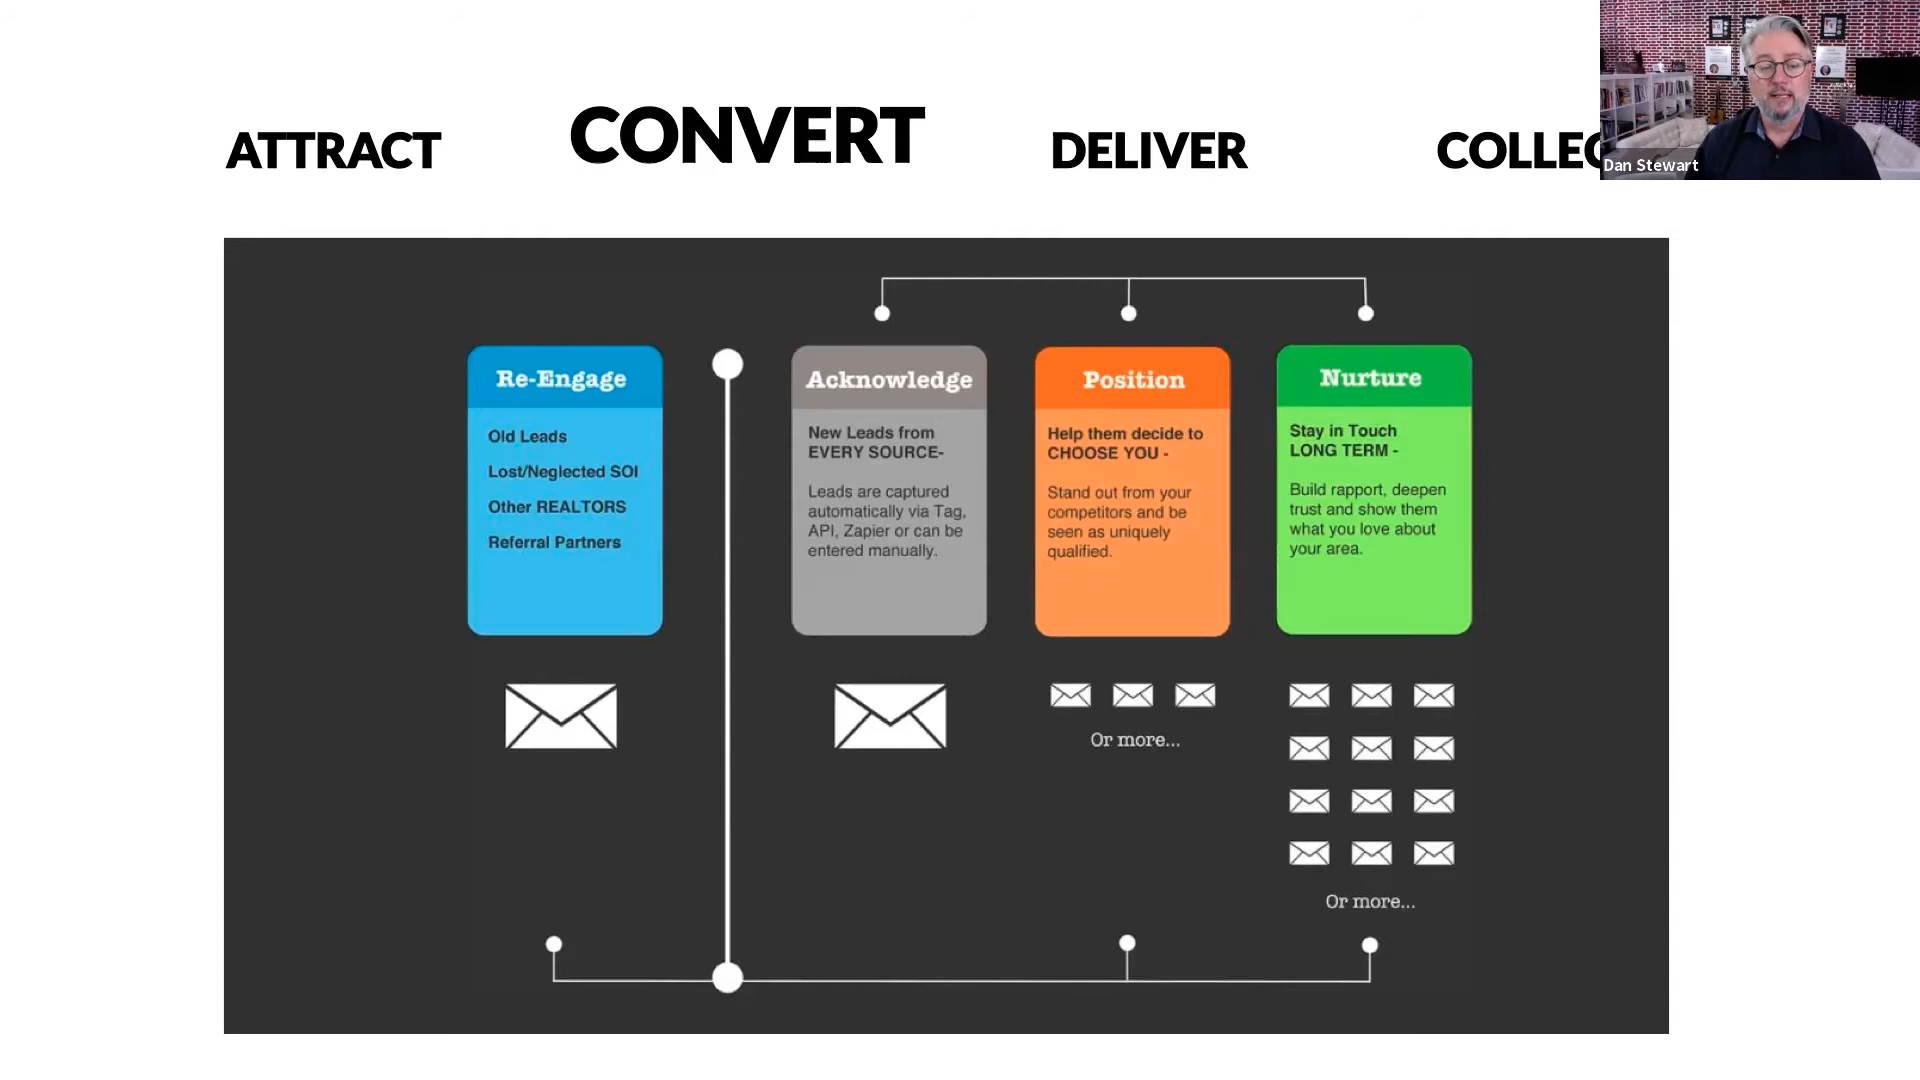 ATTRACT
CONVERT
DELIVER
COLLEC
Dan Stewart
Re-Engage
Old Leads
Lost/Neglected SOI
Other REALTORS
Referral Partners
Acknowledge
New Leads from
EVERY SOURCE-
Leads are captured
automatically via Tag,
API, Zapier or can be
entered manually.
Position
Help them decide to
CHOOSE YOU -
Stand out from your
competitors and be
seen as uniquely
qualified.
Or more...
Nurture
Stay in Touch
LONG TERM -
Build rapport, deepen
trust and show them
what you love about
your area.
Or more...